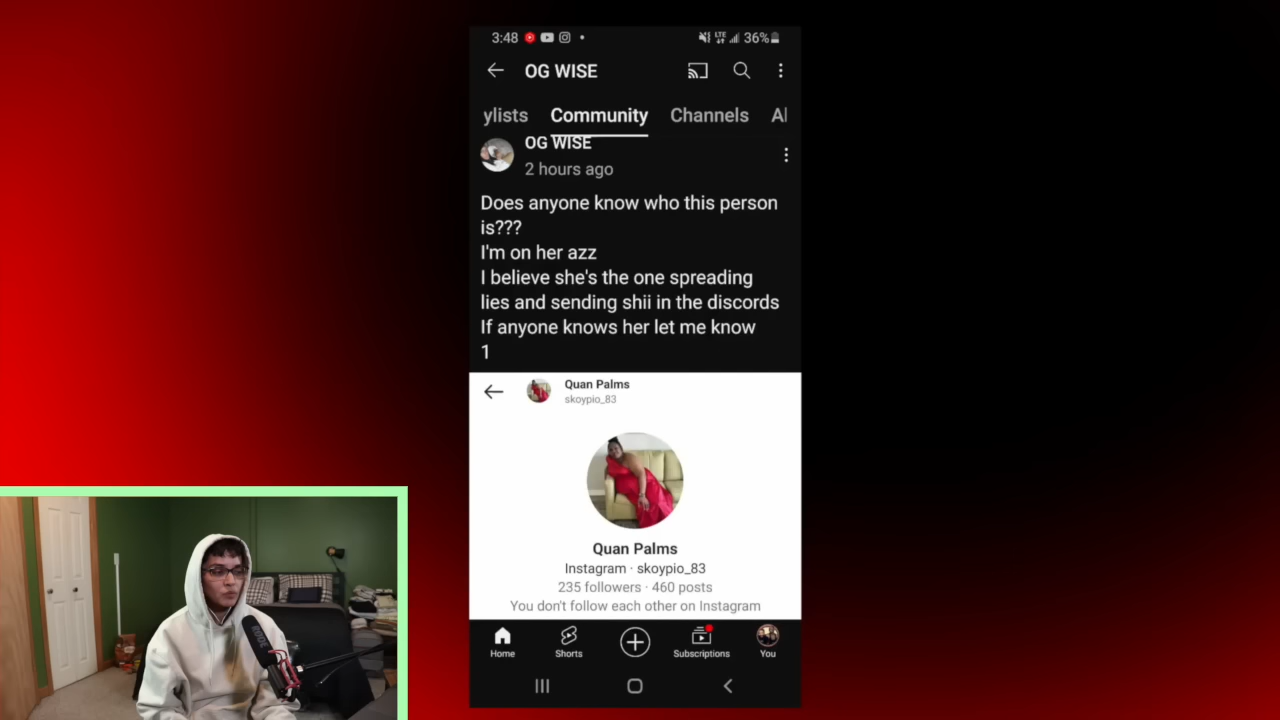 3:48
LTE
36%
OG WISE
ylists Community Channels Al
OG WISE
2 hours ago
Does anyone know who this person
is???
I'm on her azz
I believe she's the one spreading
lies and sending shii in the discords
If anyone knows her let me know
1
Quan Palms
skoypio_83
Quan Palms
Instagram · skoypio_83
235 followers · 460 posts
You don't follow each other on Instagram
Home Shorts Subscriptions You
RODE